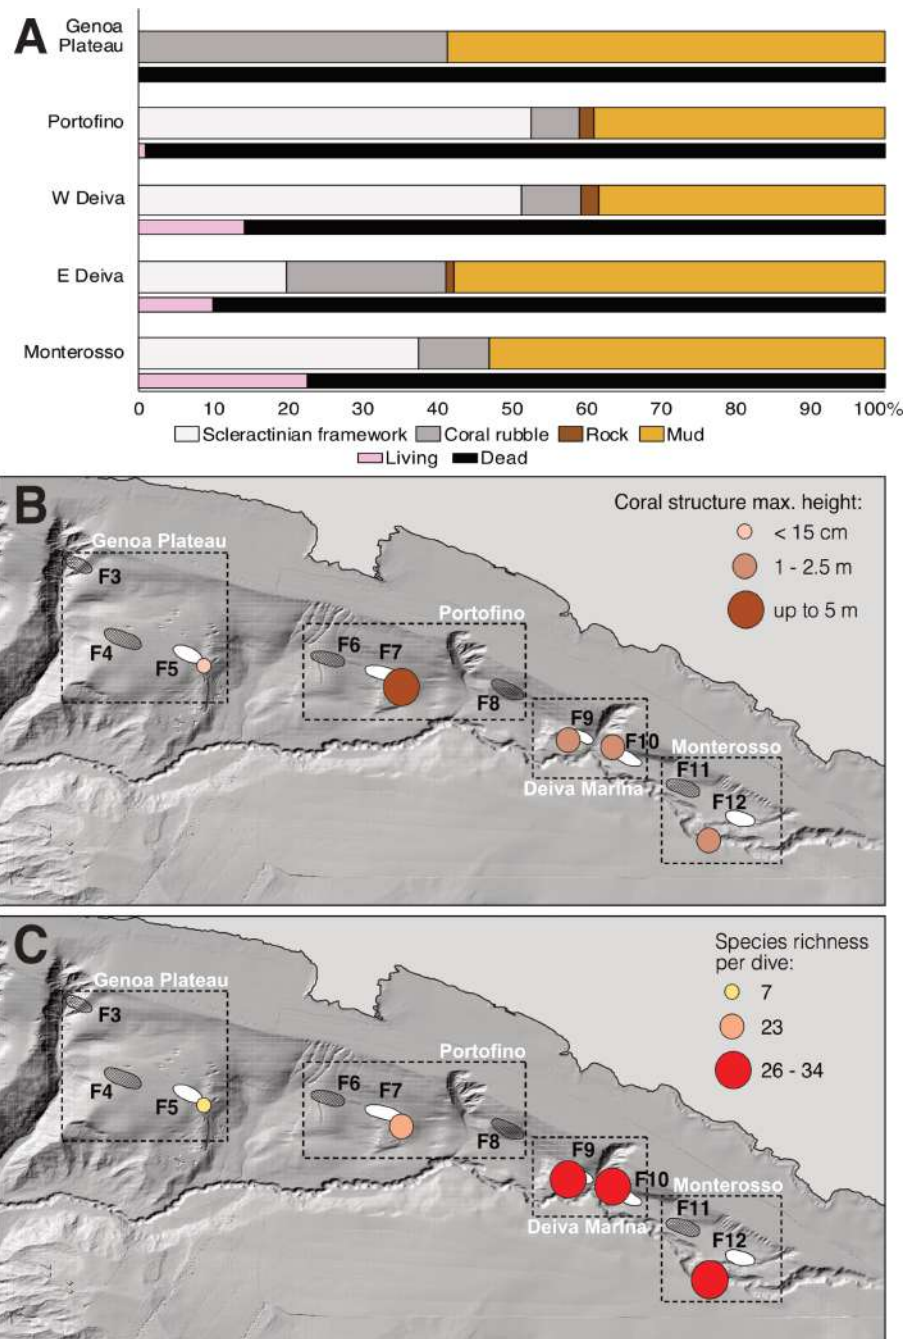 A
Genoa
Plateau
Portofino
W Deiva
E Deiva
Monterosso
0 10 20 30 40 50 60 70 80 90 100%
Scleractinian framework Coral rubble Rock Mud
Living Dead
B
Coral structure max. height:
< 15 cm
1 - 2.5 m
up to 5 m
Genoa Plateau
F3
F4
F5
Portofino
F6
F7
F8
F9
F10
Deiva Marina
Monterosso
F11
F12
C
Species richness
per dive:
7
23
26 - 34
Genoa Plateau
F3
F4
F5
Portofino
F6
F7
F8
F9
F10
Deiva Marina
Monterosso
F11
F12